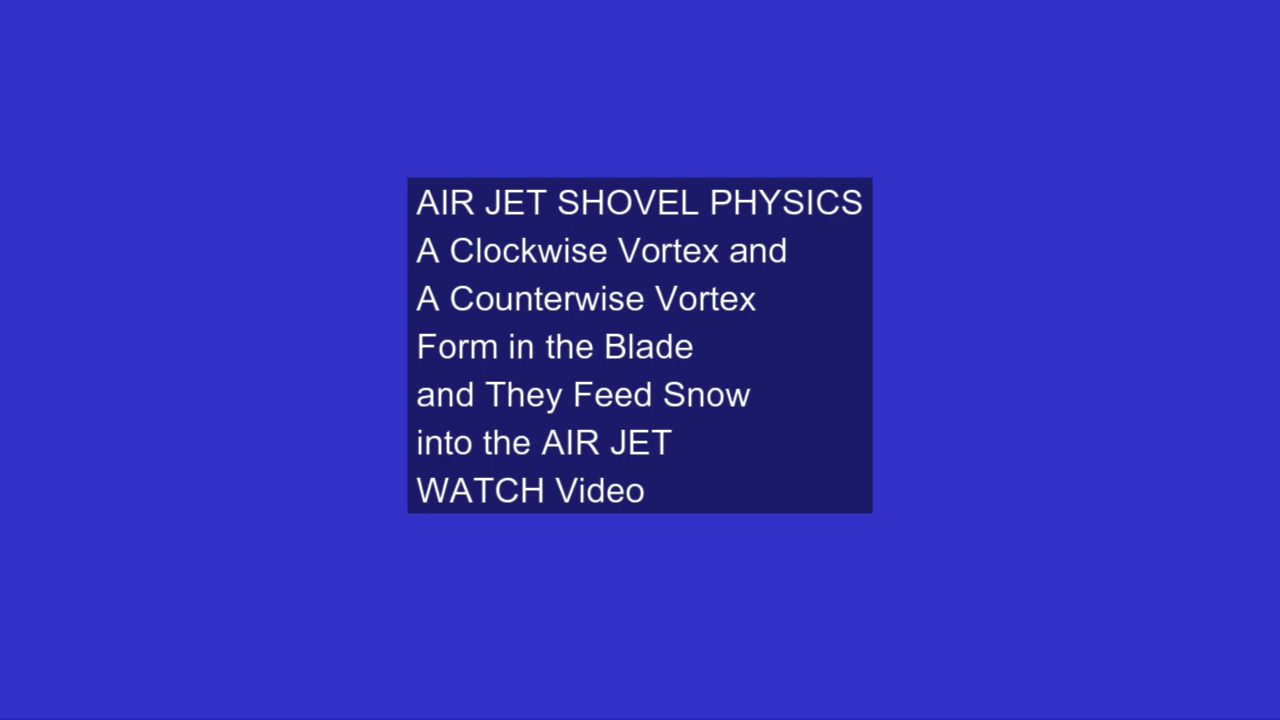 AIR JET SHOVEL PHYSICS
A Clockwise Vortex and
A Counterwise Vortex
Form in the Blade
and They Feed Snow
into the AIR JET
WATCH Video